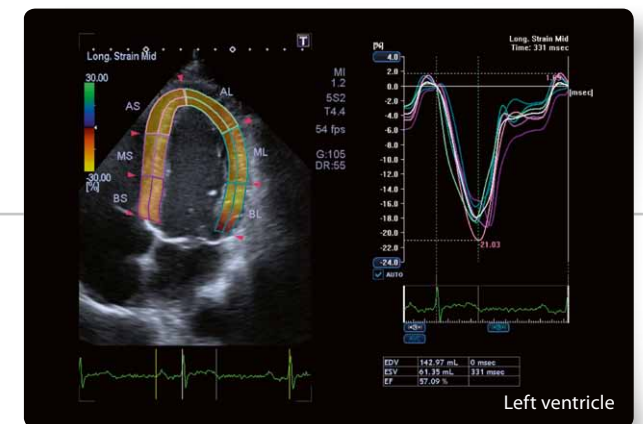 Long. Strain Mid
30.00
-30.00
[%]
T
AS
AL
MS
ML
BS
BL
MI
1.2
5S2
T4.4
54 fps
G:105
DR:55
Long. Strain Mid
Time: 331 msec
[%]
4.0
2.0
0.0
-2.0
-4.0
-6.0
-8.0
-10.0
-12.0
-14.0
-16.0
-18.0
-20.0
-22.0
-24.0
[msec]
-21.03
AUTO
EDV 142.97 mL 0 msec
ESV 61.35 mL 331 msec
EF 57.09 %
Left ventricle